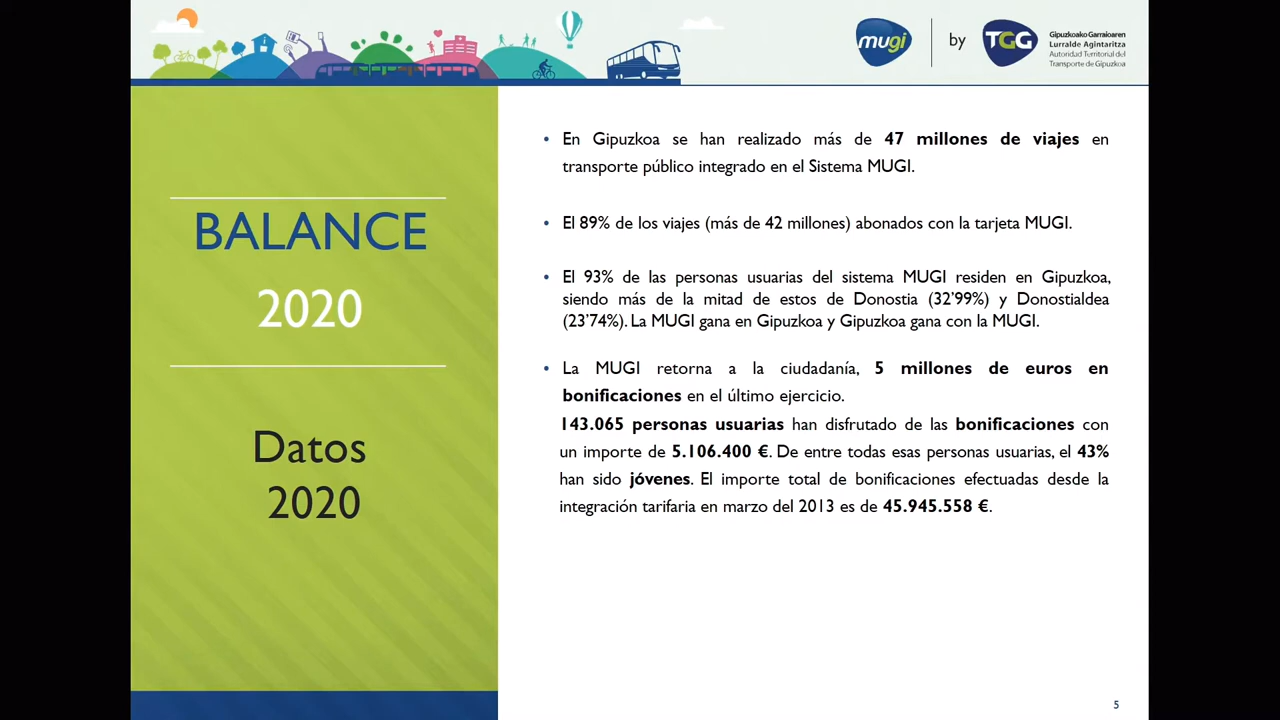 mugi
by
TGG
Gipuzkoako Garraioaren
Lurralde Agintaritza
Autoridad Territorial del
Transporte de Gipuzkoa
BALANCE
2020
Datos
2020
• En Gipuzkoa se han realizado más de 47 millones de viajes en
transporte público integrado en el Sistema MUGI.
• El 89% de los viajes (más de 42 millones) abonados con la tarjeta MUGI.
• El 93% de las personas usuarias del sistema MUGI residen en Gipuzkoa,
siendo más de la mitad de estos de Donostia (32'99%) y Donostialdea
(23'74%). La MUGI gana en Gipuzkoa y Gipuzkoa gana con la MUGI.
• La MUGI retorna a la ciudadanía, 5 millones de euros en
bonificaciones en el último ejercicio.
143.065 personas usuarias han disfrutado de las bonificaciones con
un importe de 5.106.400 €. De entre todas esas personas usuarias, el 43%
han sido jóvenes. El importe total de bonificaciones efectuadas desde la
integración tarifaria en marzo del 2013 es de 45.945.558 €.
5